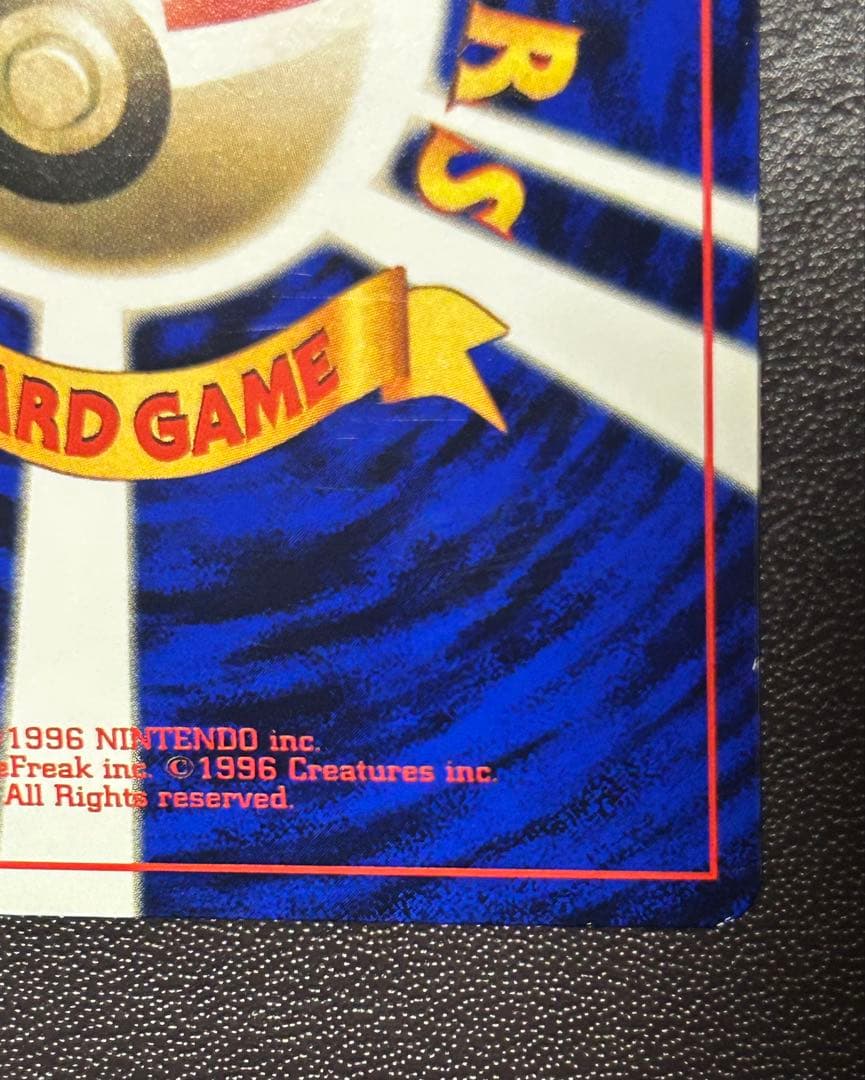 RS
ARD GAME
1996 NINTENDO inc.
eFreak inc. ©1996 Creatures inc.
All Rights reserved.